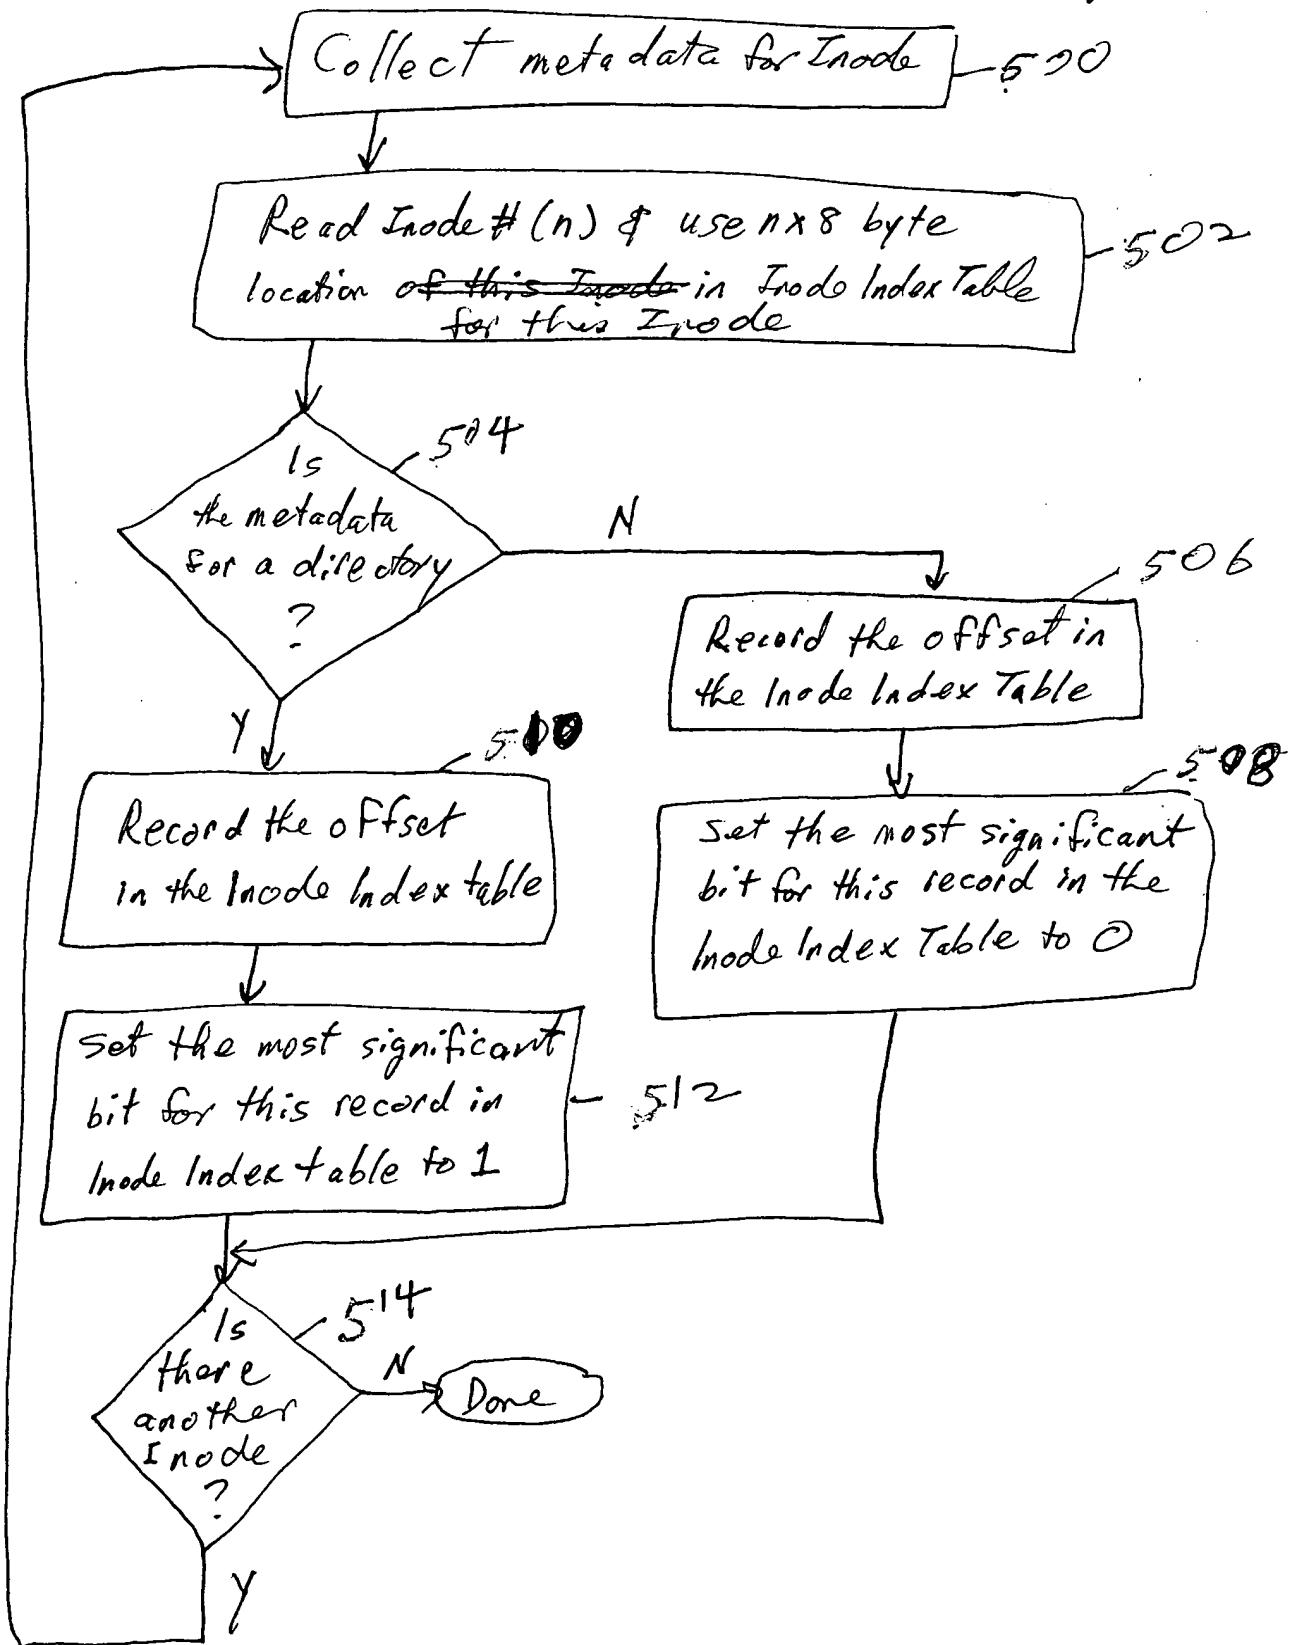 Collect metadata for Inode
500
Read Inode # (n) & use n x 8 byte
location of this Inode in Inode Index Table
for this Inode
502
Is
the metadata
for a directory
?
504
N
Y
506
Record the offset in
the Inode Index Table
510
Record the offset
in the Inode Index table
508
Set the most significant
bit for this record in the
Inode Index Table to 0
Set the most significant
bit for this record in
Inode Index table to 1
512
Is
there
another
Inode
?
514
N
Done
Y